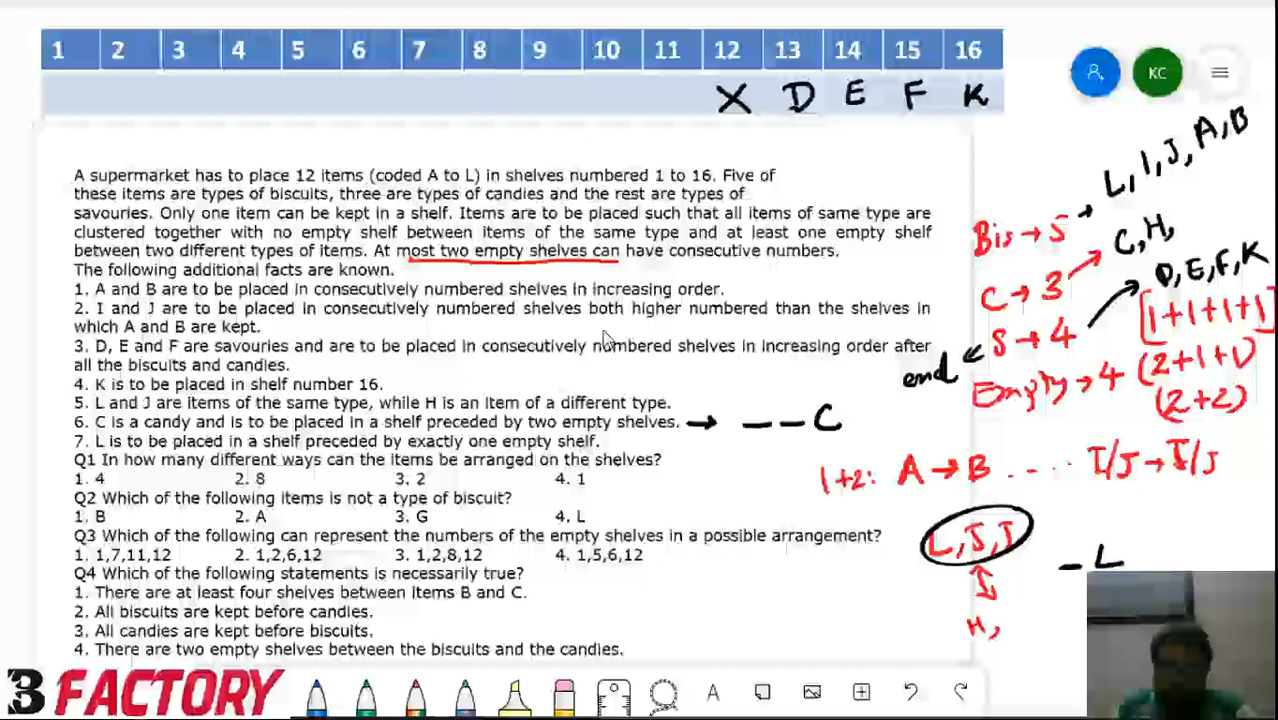 1 2 3 4 5 6 7 8 9 10 11 12 13 14 15 16
X D E F K
KC
A supermarket has to place 12 items (coded A to L) in shelves numbered 1 to 16. Five of
these items are types of biscuits, three are types of candies and the rest are types of
savouries. Only one item can be kept in a shelf. Items are to be placed such that all items of same type are
clustered together with no empty shelf between items of the same type and at least one empty shelf
between two different types of items. At most two empty shelves can have consecutive numbers.
The following additional facts are known.
1. A and B are to be placed in consecutively numbered shelves in increasing order.
2. I and J are to be placed in consecutively numbered shelves both higher numbered than the shelves in
which A and B are kept.
3. D, E and F are savouries and are to be placed in consecutively numbered shelves in increasing order after
all the biscuits and candies.
4. K is to be placed in shelf number 16.
5. L and J are items of the same type, while H is an item of a different type.
6. C is a candy and is to be placed in a shelf preceded by two empty shelves. → _ _ C
7. L is to be placed in a shelf preceded by exactly one empty shelf.
Q1 In how many different ways can the items be arranged on the shelves?
1. 4 2. 8 3. 2 4. 1
Q2 Which of the following items is not a type of biscuit?
1. B 2. A 3. G 4. L
Q3 Which of the following can represent the numbers of the empty shelves in a possible arrangement?
1. 1,7,11,12 2. 1,2,6,12 3. 1,2,8,12 4. 1,5,6,12
Q4 Which of the following statements is necessarily true?
1. There are at least four shelves between items B and C.
2. All biscuits are kept before candies.
3. All candies are kept before biscuits.
4. There are two empty shelves between the biscuits and the candies.
Bis → 5 L, I, J, A, B
C → 3 C, H,
S → 4 D, E, F, K
end
[1+1+1+1]
Empty → 4 (2+1+1)
(2+2)
1+2: A → B .... I/J → I/J
L, J, I
_ L
H,
3 FACTORY
A